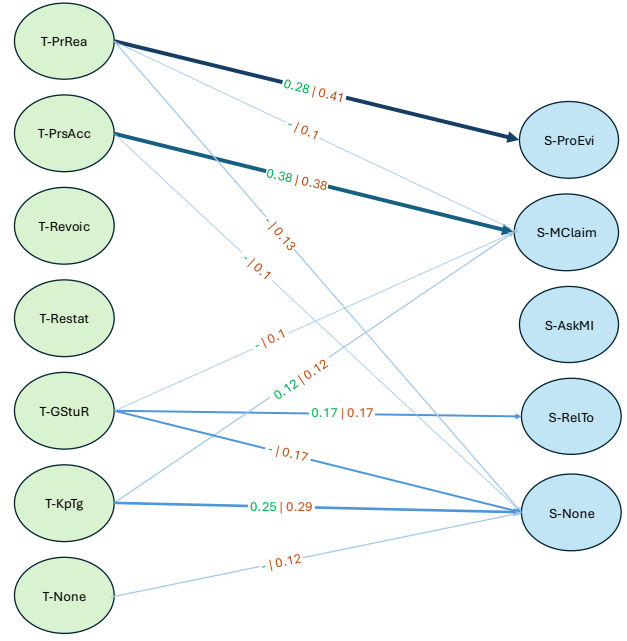 T-PrRea
0.28|0.41
-|0.1
S-ProEvi
T-PrsAcc
0.38|0.38
T-Revoic
-|0.13
S-MClaim
-|0.1
T-Restat
S-AskMI
-|0.1
0.12|0.12
T-GStuR
0.17|0.17
S-RelTo
-|0.17
T-KpTg
0.25|0.29
S-None
-|0.12
T-None